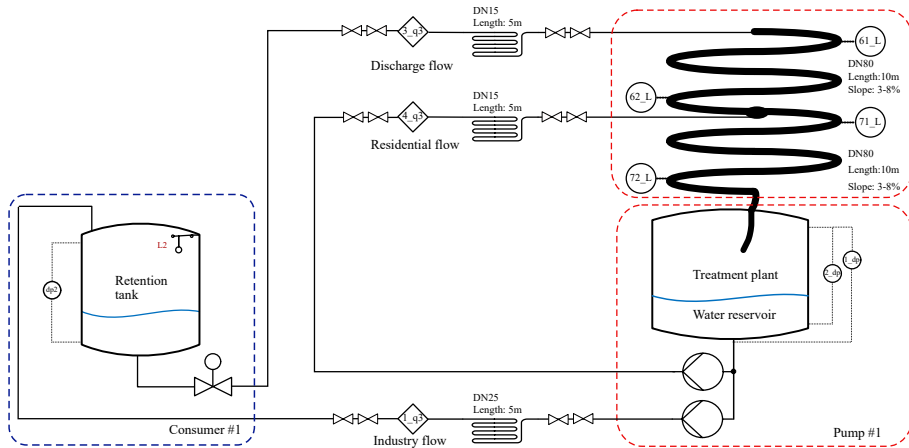 DN15
Length: 5m
3_q3
Discharge flow
61_L
DN80
Length:10m
Slope: 3-8%
62_L
DN15
Length: 5m
4_q3
Residential flow
71_L
DN80
Length:10m
Slope: 3-8%
72_L
L2
Retention
tank
dp2
Treatment plant
Water reservoir
2_dp
1_dp
DN25
Length: 5m
1_q3
Industry flow
Consumer #1
Pump #1